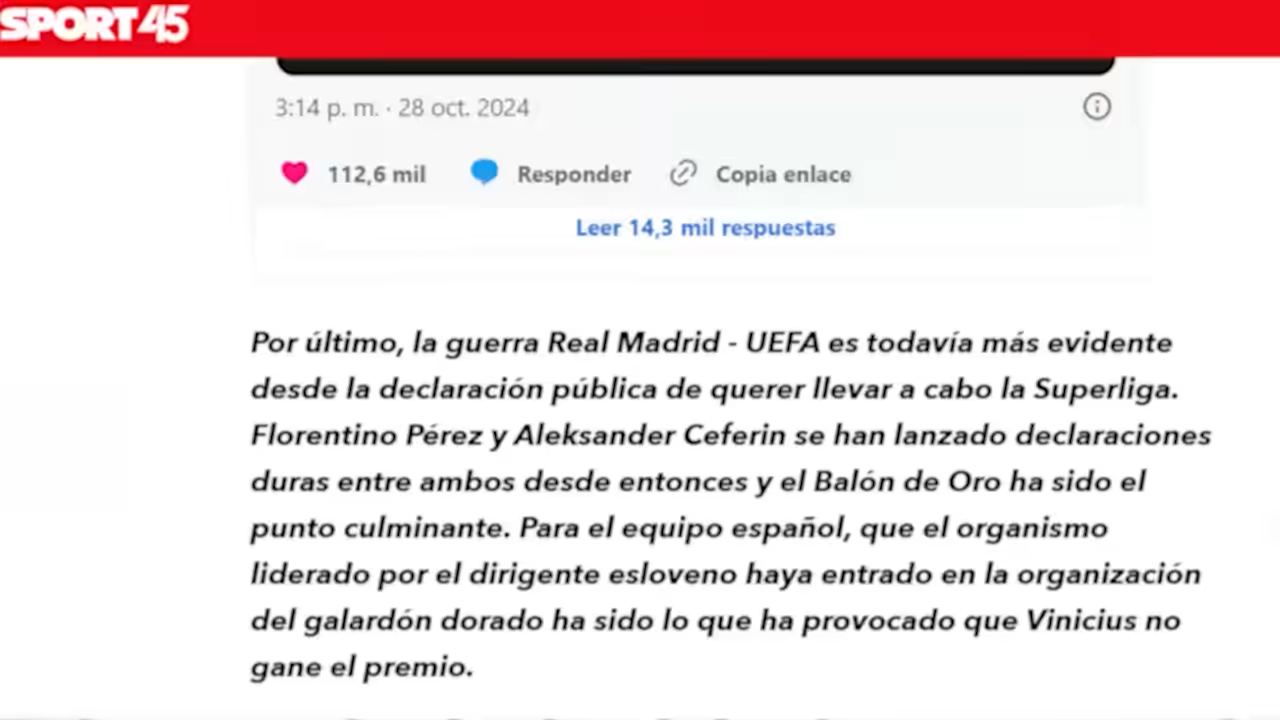 SPORT 45
3:14 p. m. · 28 oct. 2024
112,6 mil Responder Copia enlace
Leer 14,3 mil respuestas
Por último, la guerra Real Madrid - UEFA es todavía más evidente
desde la declaración pública de querer llevar a cabo la Superliga.
Florentino Pérez y Aleksander Ceferin se han lanzado declaraciones
duras entre ambos desde entonces y el Balón de Oro ha sido el
punto culminante. Para el equipo español, que el organismo
liderado por el dirigente esloveno haya entrado en la organización
del galardón dorado ha sido lo que ha provocado que Vinicius no
gane el premio.